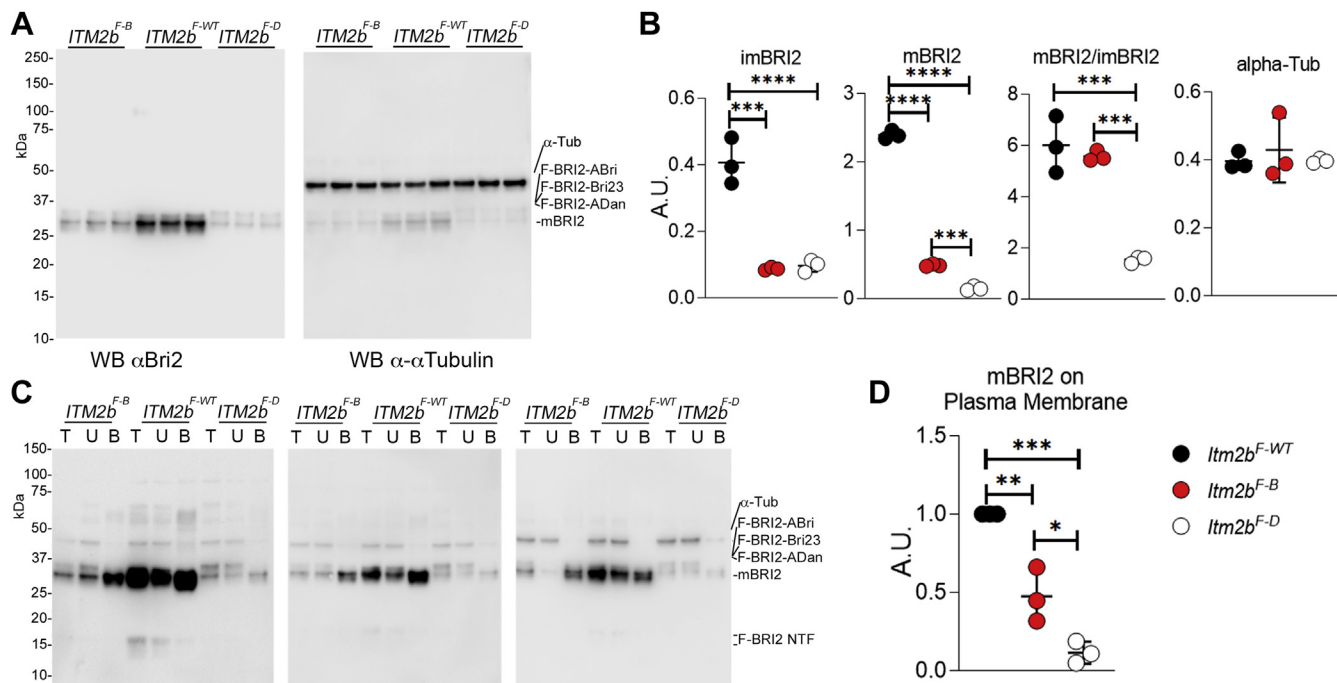 A
ITM2b^F-B ITM2b^F-WT ITM2b^F-D
ITM2b^F-B ITM2b^F-WT ITM2b^F-D
kDa
250-
150-
100-
75-
50-
37-
25-
20-
15-
10-
α-Tub
F-BRI2-ABri
F-BRI2-Bri23
F-BRI2-ADan
-mBRI2
WB αBri2
WB α-αTubulin
B
A.U.
imBRI2
****
***
0.6
0.4
0.2
0.0
mBRI2
****
****
***
3
2
1
0
mBRI2/imBRI2
***
***
8
6
4
2
0
alpha-Tub
0.6
0.4
0.2
0.0
C
ITM2b^F-B ITM2b^F-WT ITM2b^F-D
T U B T U B T U B
ITM2b^F-B ITM2b^F-WT ITM2b^F-D
T U B T U B T U B
ITM2b^F-B ITM2b^F-WT ITM2b^F-D
T U B T U B T U B
kDa
150-
100-
75-
50-
37-
25-
20-
15-
10-
α-Tub
F-BRI2-ABri
F-BRI2-Bri23
F-BRI2-ADan
-mBRI2
F-BRI2 NTF
D
mBRI2 on
Plasma Membrane
A.U.
1.5
1.0
0.5
0.0
***
**
*
Itm2b^F-WT
Itm2b^F-B
Itm2b^F-D